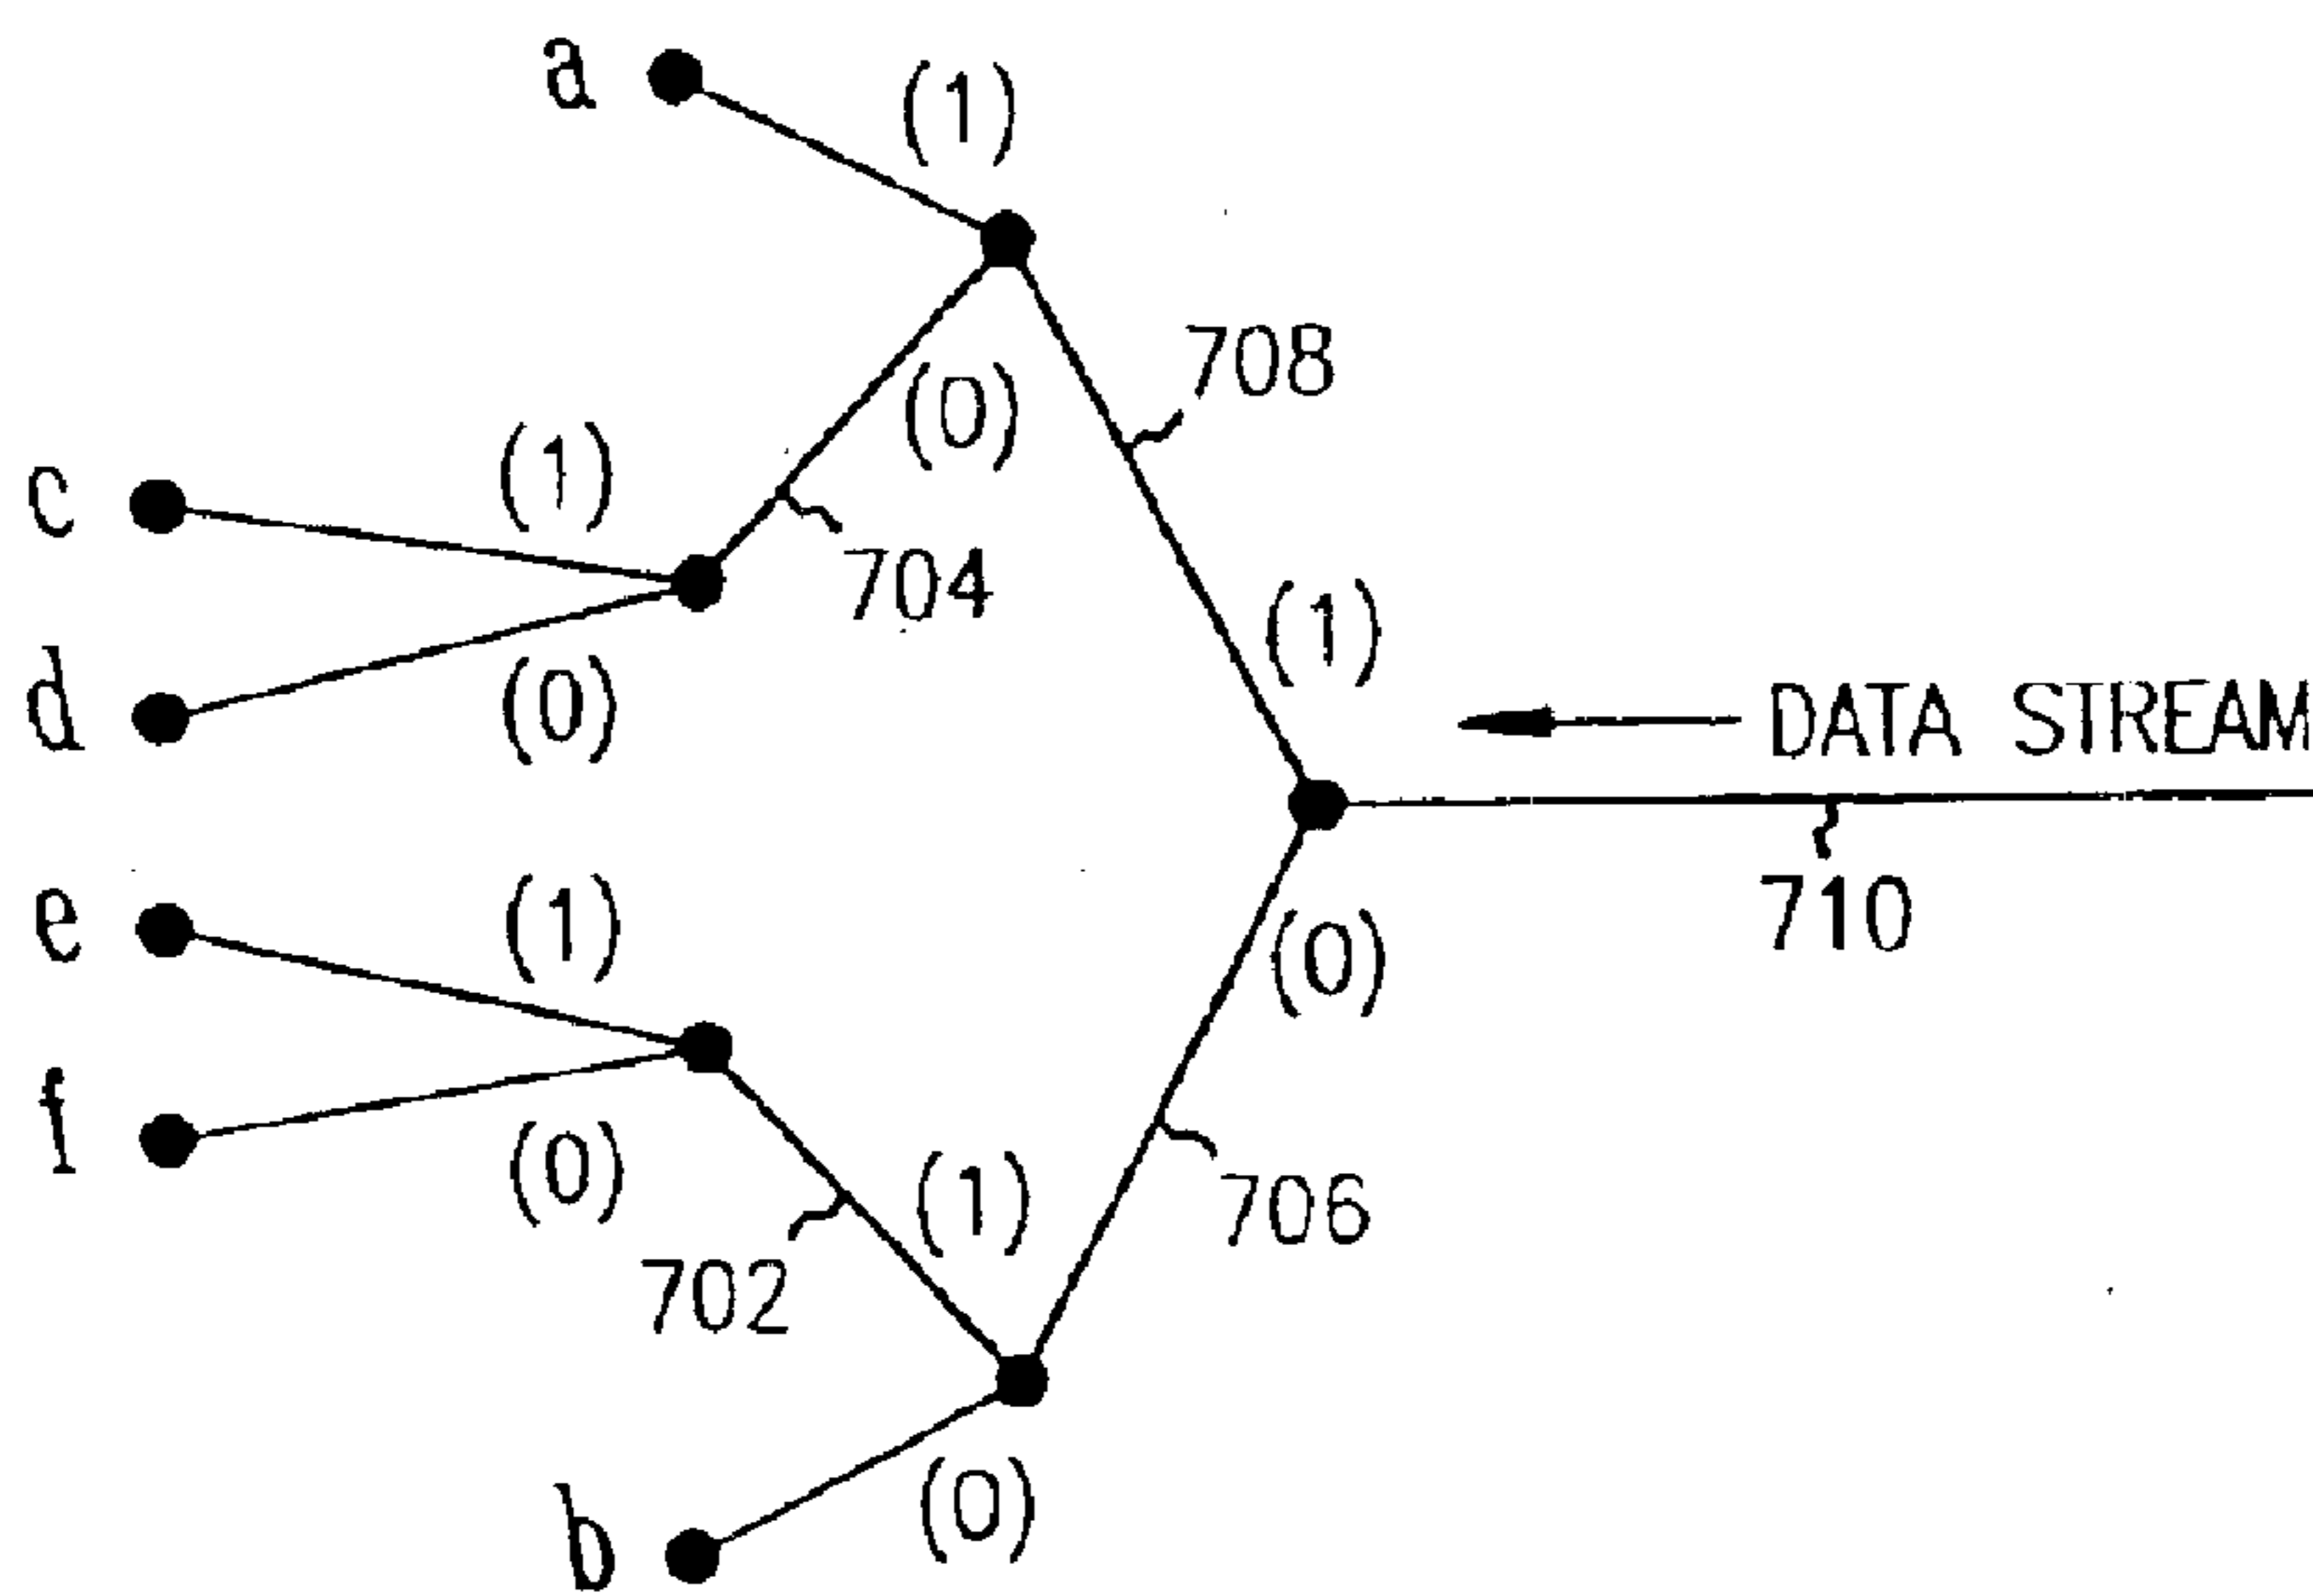 a
(1)
708
(0)
c
(1)
704
(1)
d
(0)
DATA STREAM
e
(1)
(0)
710
f
(0)
(1)
706
702
(0)
b